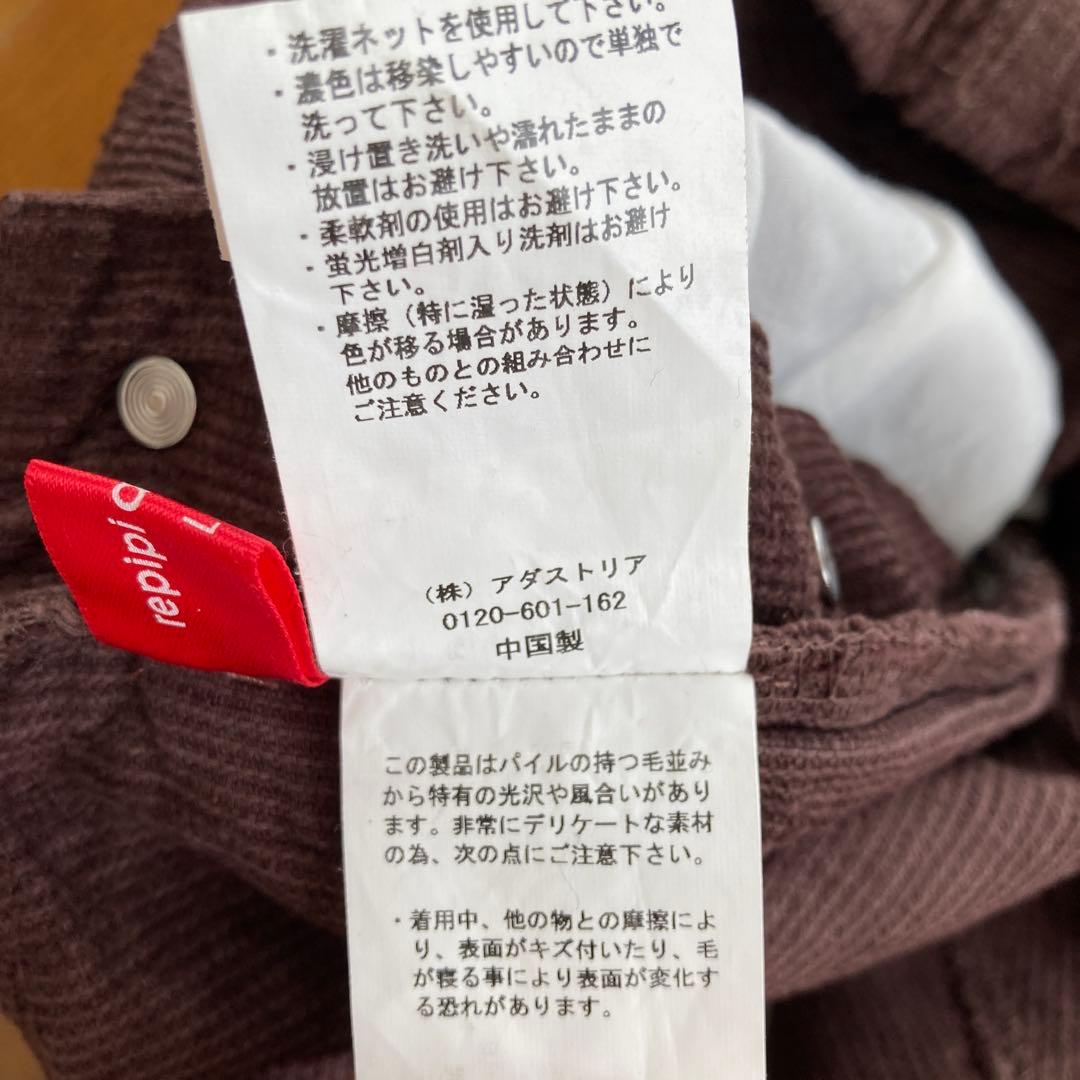 ・洗濯ネットを使用して下さい。
・濃色は移染しやすいので単独で
洗って下さい。
・浸け置き洗いや濡れたままの
放置はお避け下さい。
・柔軟剤の使用はお避け下さい。
・蛍光増白剤入り洗剤はお避け
下さい。
・摩擦（特に湿った状態）により
色が移る場合があります。
他のものとの組み合わせに
ご注意ください。
（株）アダストリア
0120-601-162
中国製
repipi
L
この製品はパイルの持つ毛並み
から特有の光沢や風合いがあり
ます。非常にデリケートな素材
の為、次の点にご注意下さい。
・着用中、他の物との摩擦によ
り、表面がキズ付いたり、毛
が寝る事により表面が変化す
る恐れがあります。